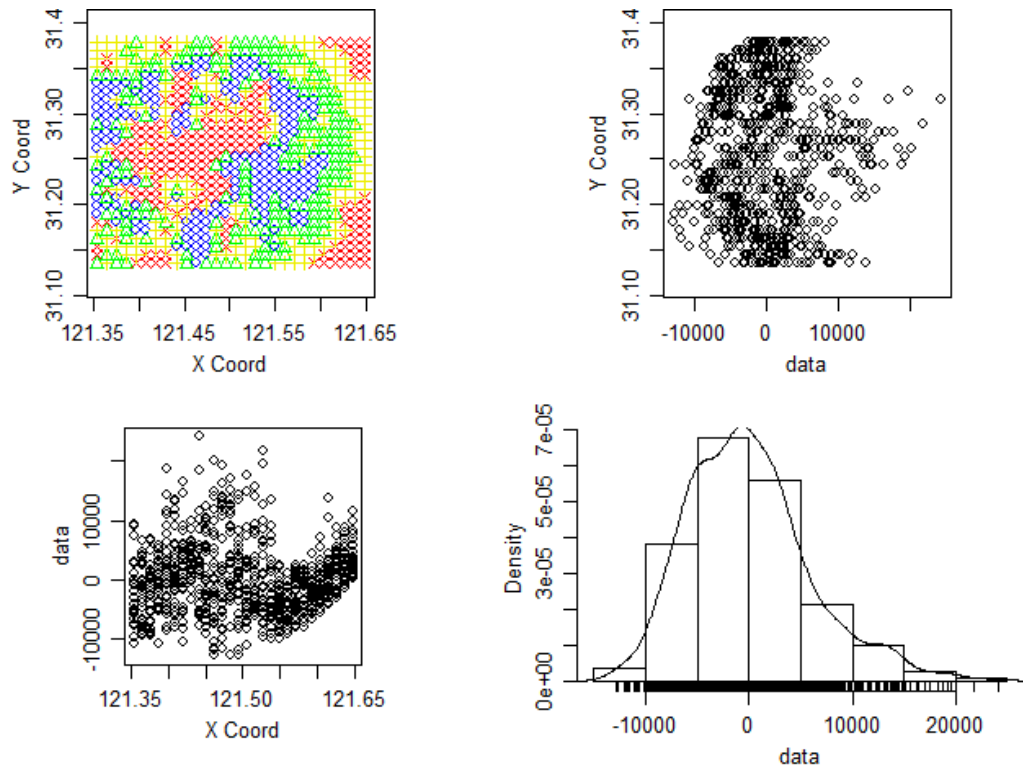 31.10 31.20 31.30 31.4
Y Coord
121.35 121.45 121.55 121.65
X Coord
31.10 31.20 31.30 31.4
Y Coord
-10000 0 10000
data
-10000 0 10000
data
121.35 121.50 121.65
X Coord
0e+00 3e-05 5e-05 7e-05
Density
-10000 0 10000 20000
data